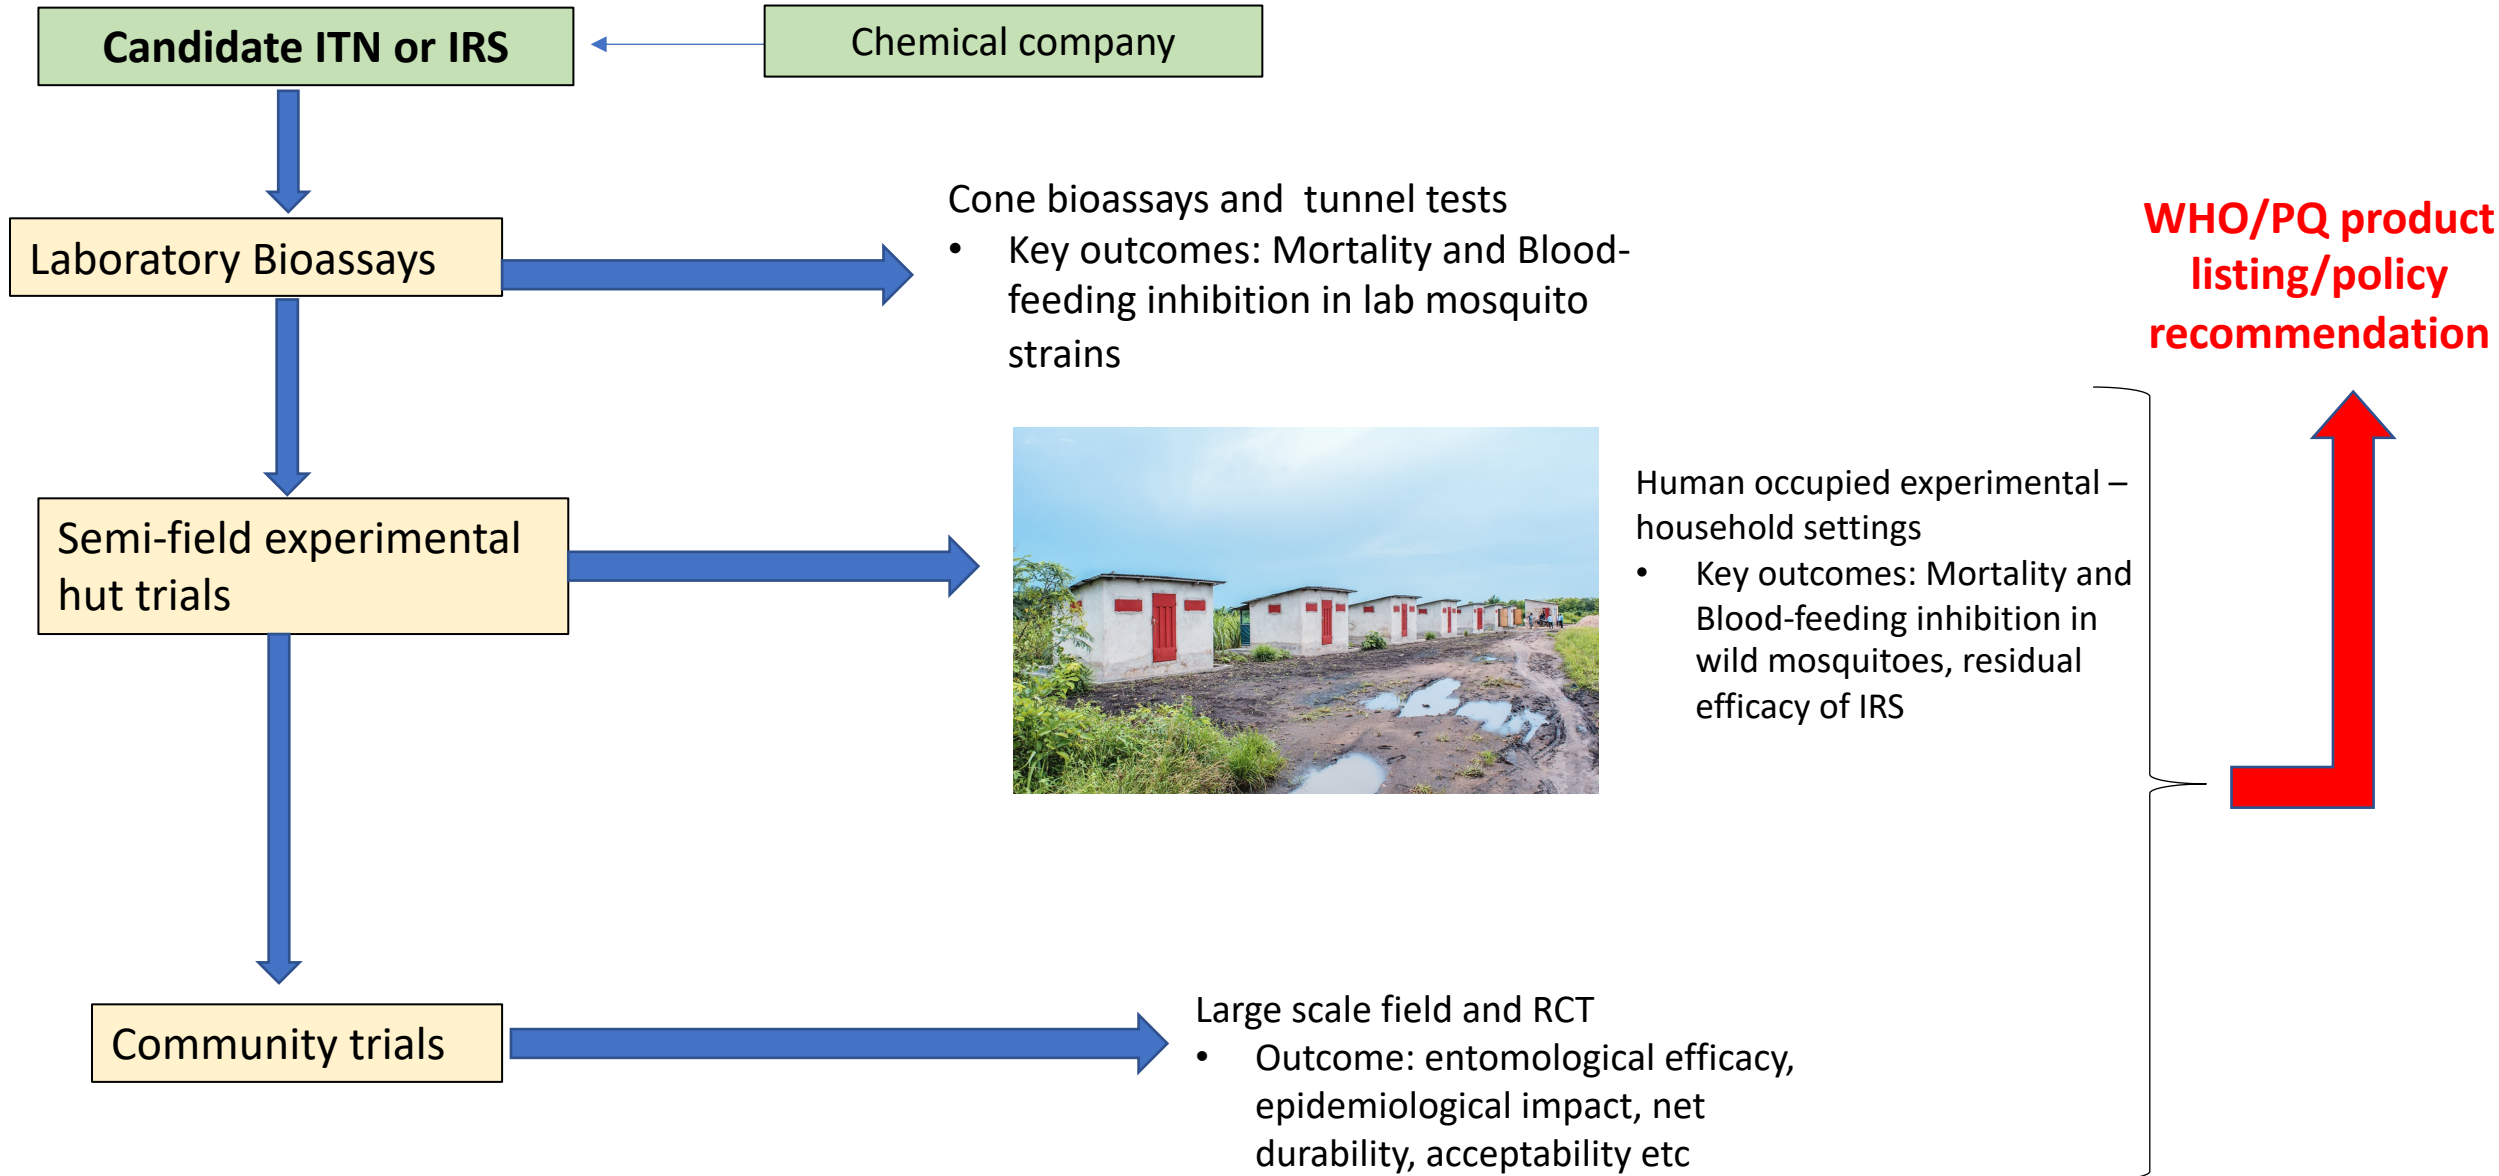 Candidate ITN or IRS
Chemical company
Laboratory Bioassays
Cone bioassays and  tunnel tests
• Key outcomes: Mortality and Blood-
feeding inhibition in lab mosquito
strains
WHO/PQ product
listing/policy
recommendation
Semi-field experimental
hut trials
Human occupied experimental –
household settings
• Key outcomes: Mortality and
Blood-feeding inhibition in
wild mosquitoes, residual
efficacy of IRS
Community trials
Large scale field and RCT
• Outcome: entomological efficacy,
epidemiological impact, net
durability, acceptability etc